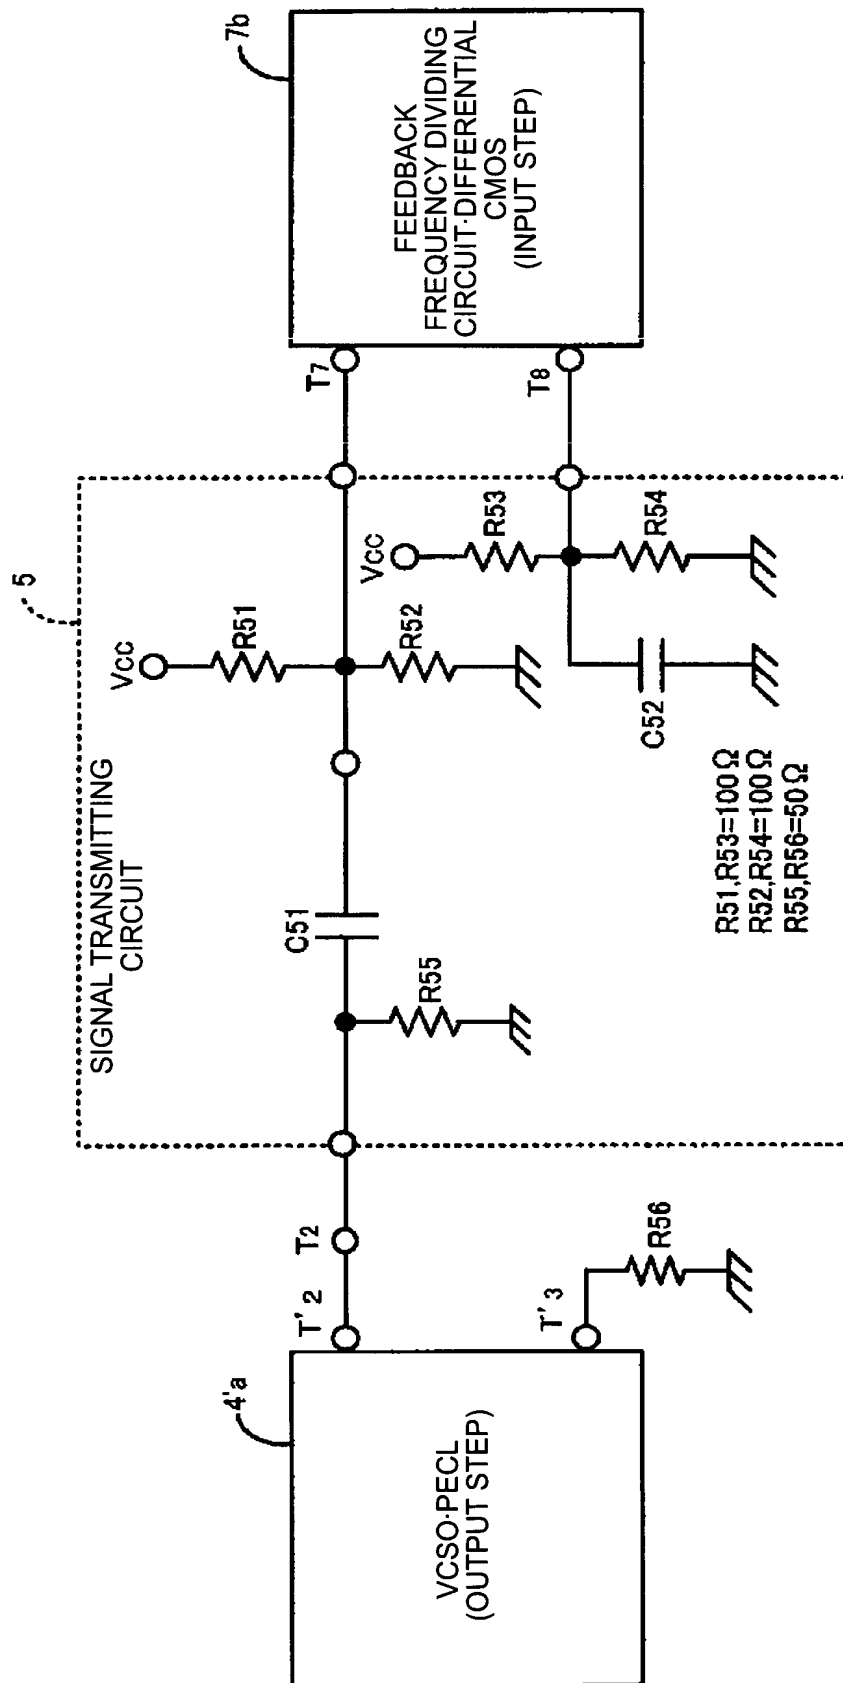 5
SIGNAL TRANSMITTING
CIRCUIT
4'a
VCSO·PECL
(OUTPUT STEP)
T'2
T2
T'3
R56
R55
C51
Vcc
R51
R52
Vcc
R53
R54
C52
R51,R53=100Ω
R52,R54=100Ω
R55,R56=50Ω
T7
T8
7b
FEEDBACK
FREQUENCY DIVIDING
CIRCUIT·DIFFERENTIAL
CMOS
(INPUT STEP)